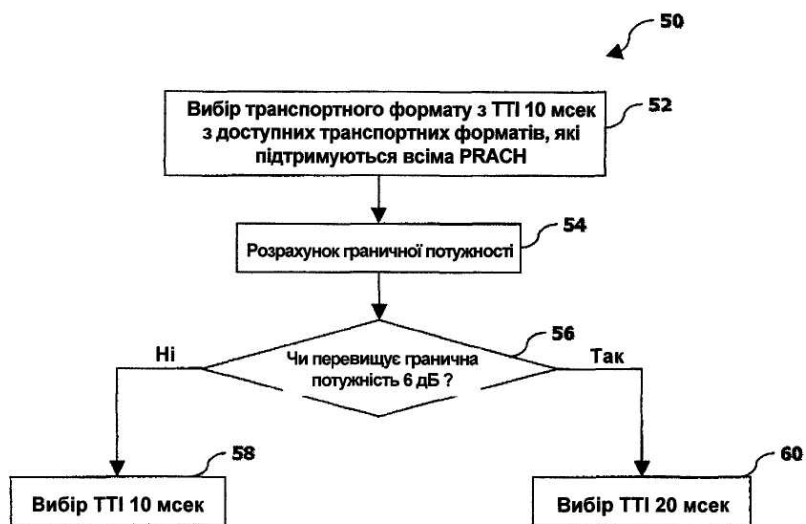 50
Вибір транспортного формату з TTI 10 мсек
з доступних транспортних форматів, які
підтримуються всіма PRACH
52
Розрахунок граничної потужності
54
Чи перевищує гранична
потужність 6 дБ ?
56
Ні
Так
58
Вибір TTI 10 мсек
60
Вибір TTI 20 мсек